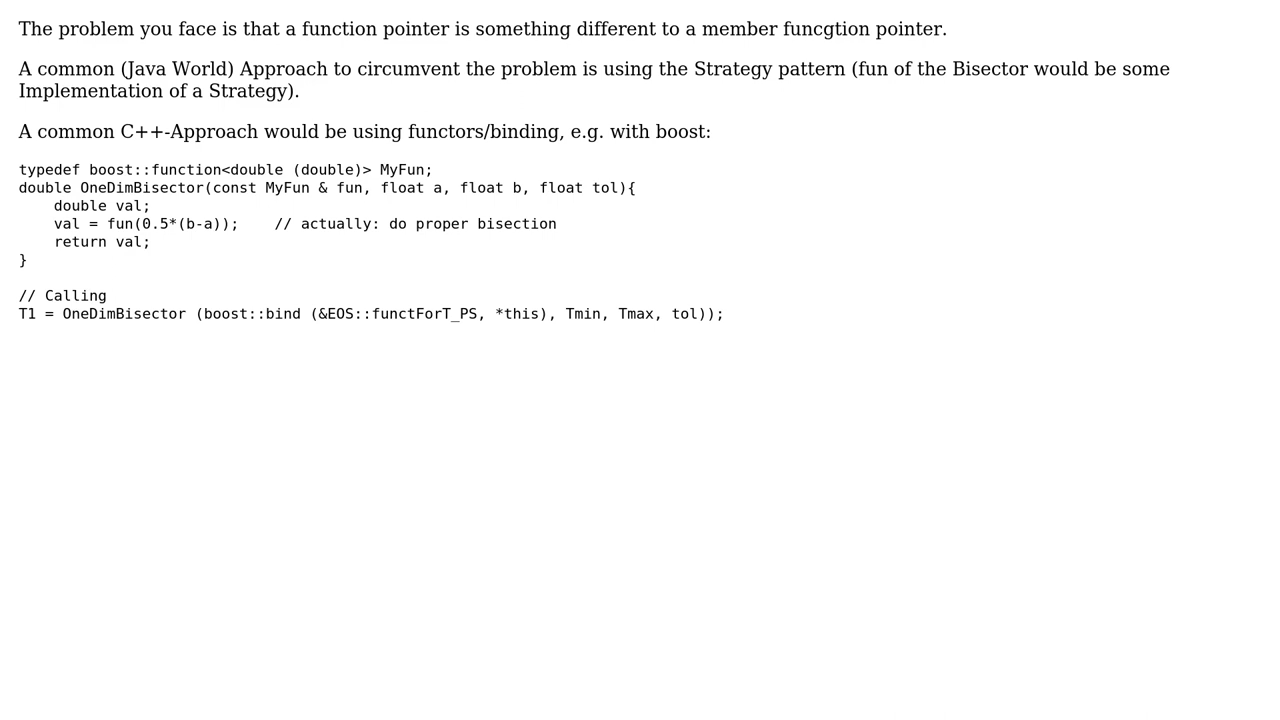 The problem you face is that a function pointer is something different to a member funcgtion pointer.
A common (Java World) Approach to circumvent the problem is using the Strategy pattern (fun of the Bisector would be some
Implementation of a Strategy).
A common C++-Approach would be using functors/binding, e.g. with boost:
typedef boost::function<double (double)> MyFun;
double OneDimBisector(const MyFun & fun, float a, float b, float tol){
    double val;
    val = fun(0.5*(b-a));    // actually: do proper bisection
    return val;
}
// Calling
T1 = OneDimBisector (boost::bind (&EOS::functForT_PS, *this), Tmin, Tmax, tol));